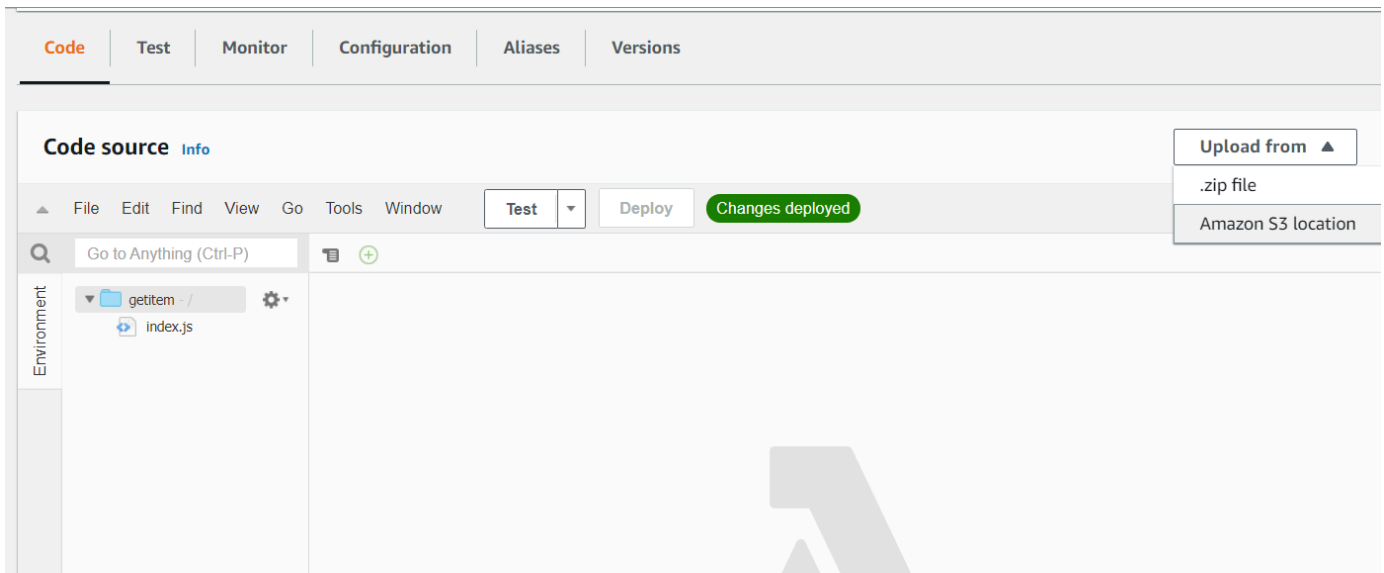 Code Test Monitor Configuration Aliases Versions
Code source Info
Upload from
.zip file
Amazon S3 location
File Edit Find View Go Tools Window Test Deploy Changes deployed
Go to Anything (Ctrl-P)
Environment
getitem - /
index.js